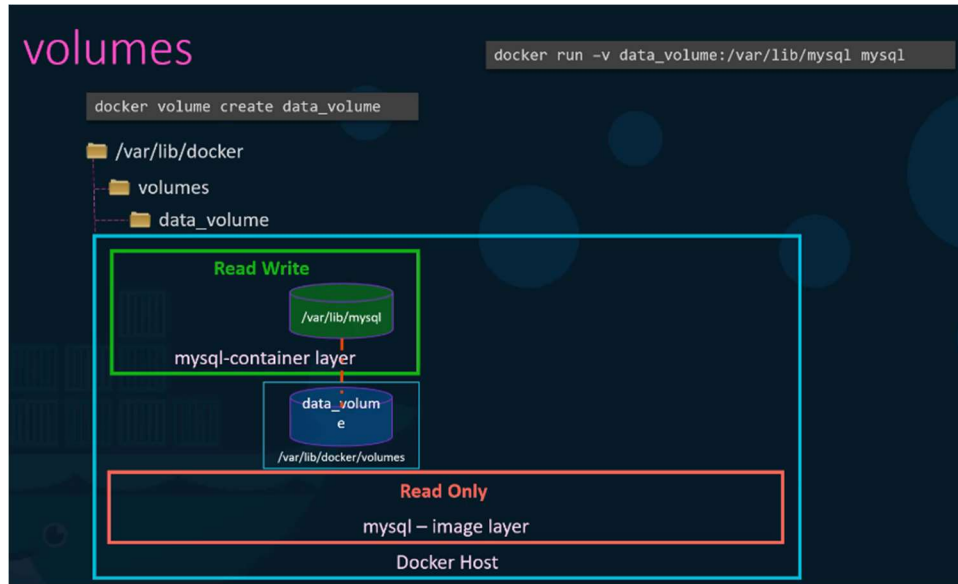 volumes
docker run –v data_volume:/var/lib/mysql mysql
docker volume create data_volume
/var/lib/docker
volumes
data_volume
Read Write
/var/lib/mysql
mysql-container layer
data_volum
e
/var/lib/docker/volumes
Read Only
mysql – image layer
Docker Host